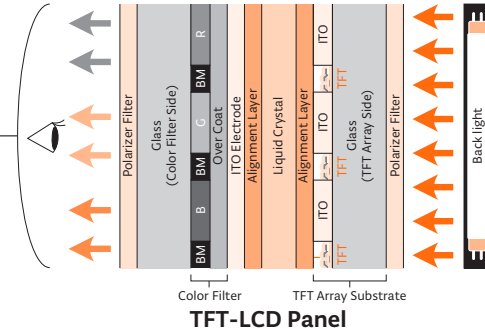 Polarizer Filter
Glass
(Color Filter Side)
R
BM
G
BM
B
BM
Over Coat
ITO Electrode
Alignment Layer
Liquid Crystal
Alignment Layer
ITO
ITO
ITO
TFT
TFT
TFT
Glass
(TFT Array Side)
Polarizer Filter
Back light
Color Filter
TFT Array Substrate
TFT-LCD Panel